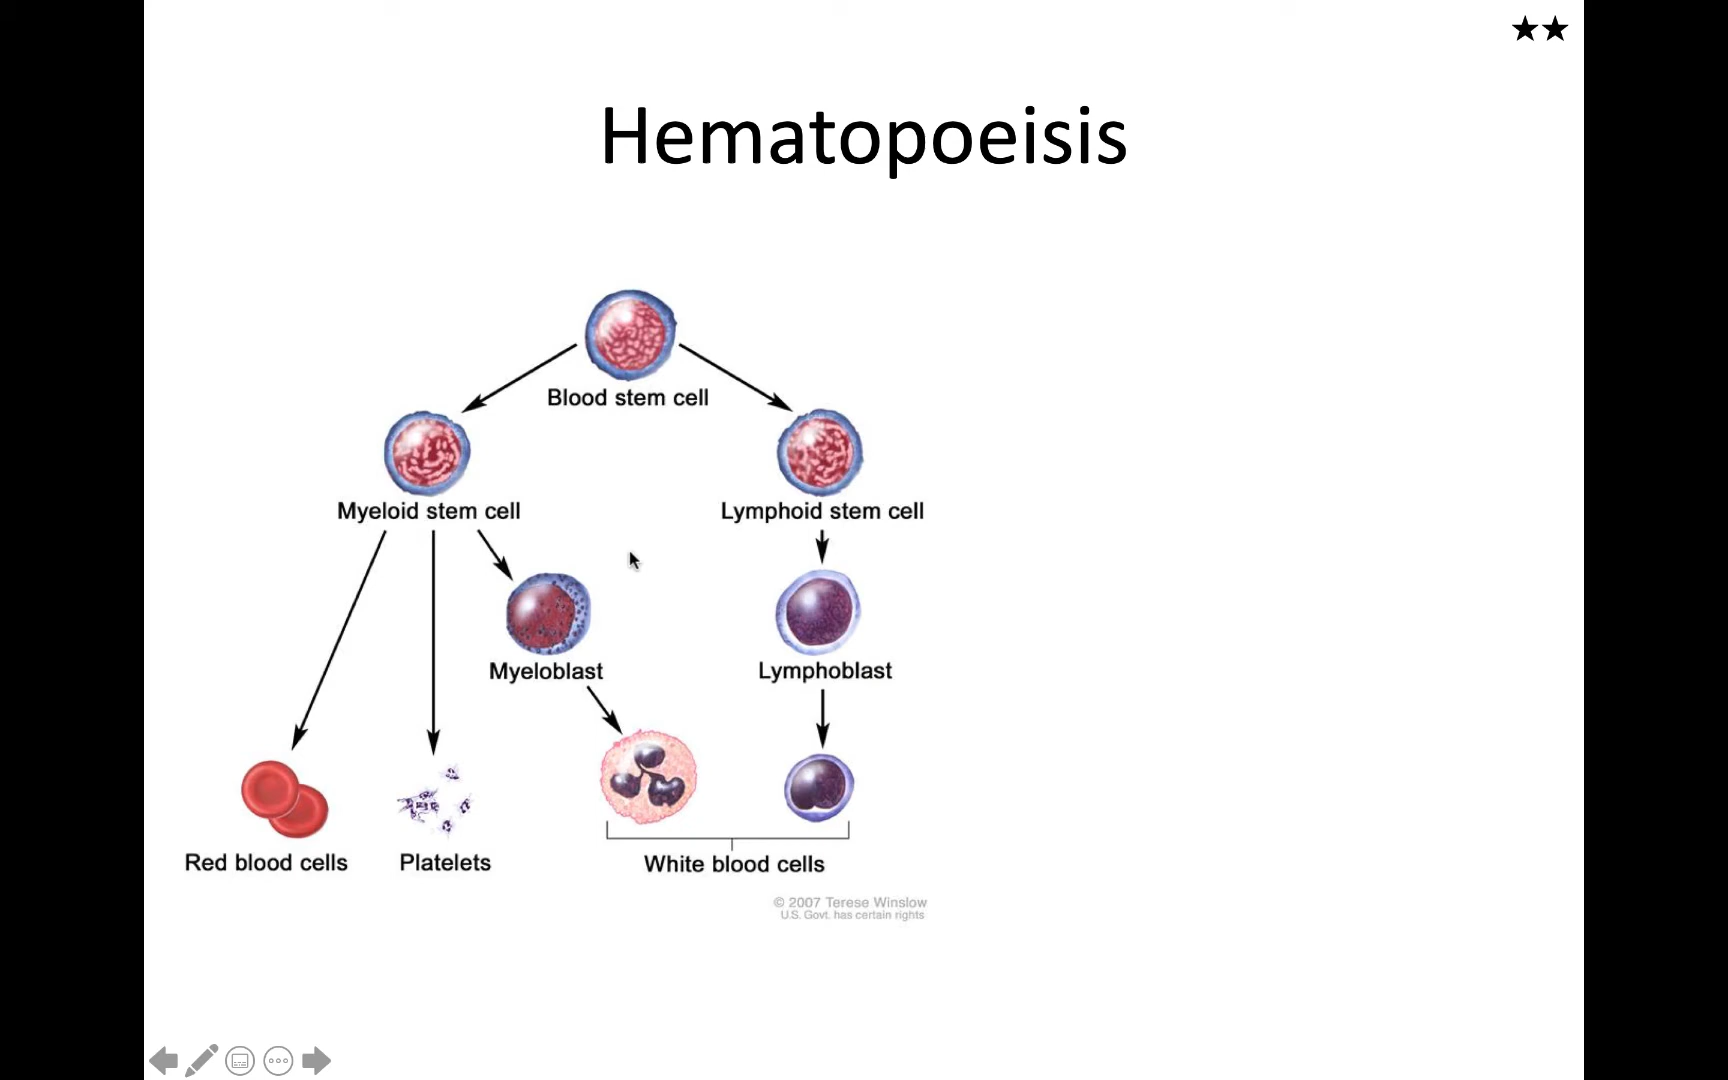 ★★
Hematopoeisis
Blood stem cell
Myeloid stem cell
Lymphoid stem cell
Myeloblast
Lymphoblast
Red blood cells
Platelets
White blood cells
© 2007 Terese Winslow
U.S. Govt. has certain rights